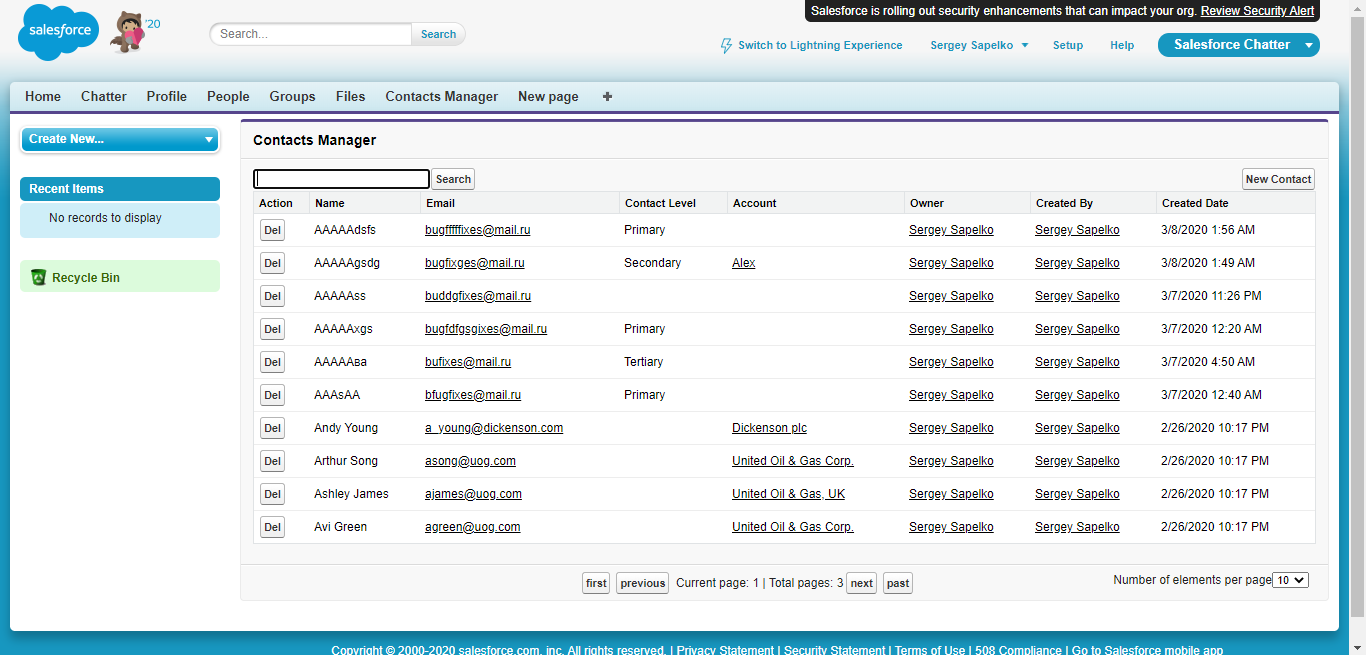 Salesforce is rolling out security enhancements that can impact your org. Review Security Alert
salesforce '20 Search... Search
Switch to Lightning Experience Sergey Sapelko Setup Help Salesforce Chatter
Home Chatter Profile People Groups Files Contacts Manager New page +
Create New...
Recent Items
No records to display
Recycle Bin
Contacts Manager
Search New Contact
Action Name Email Contact Level Account Owner Created By Created Date
Del AAAAAdsfs bugfffffixes@mail.ru Primary Sergey Sapelko Sergey Sapelko 3/8/2020 1:56 AM
Del AAAAAgsdg bugfixges@mail.ru Secondary Alex Sergey Sapelko Sergey Sapelko 3/8/2020 1:49 AM
Del AAAAAss buddgfixes@mail.ru Sergey Sapelko Sergey Sapelko 3/7/2020 11:26 PM
Del AAAAAxgs bugfdfgsgixes@mail.ru Primary Sergey Sapelko Sergey Sapelko 3/7/2020 12:20 AM
Del AAAAAва bufixes@mail.ru Tertiary Sergey Sapelko Sergey Sapelko 3/7/2020 4:50 AM
Del AAAsAA bfugfixes@mail.ru Primary Sergey Sapelko Sergey Sapelko 3/7/2020 12:40 AM
Del Andy Young a_young@dickenson.com Dickenson plc Sergey Sapelko Sergey Sapelko 2/26/2020 10:17 PM
Del Arthur Song asong@uog.com United Oil & Gas Corp. Sergey Sapelko Sergey Sapelko 2/26/2020 10:17 PM
Del Ashley James ajames@uog.com United Oil & Gas, UK Sergey Sapelko Sergey Sapelko 2/26/2020 10:17 PM
Del Avi Green agreen@uog.com United Oil & Gas Corp. Sergey Sapelko Sergey Sapelko 2/26/2020 10:17 PM
first previous Current page: 1 | Total pages: 3 next past Number of elements per page 10
Copyright © 2000-2020 salesforce.com, inc. All rights reserved. | Privacy Statement | Security Statement | Terms of Use | 508 Compliance | Go to Salesforce mobile app